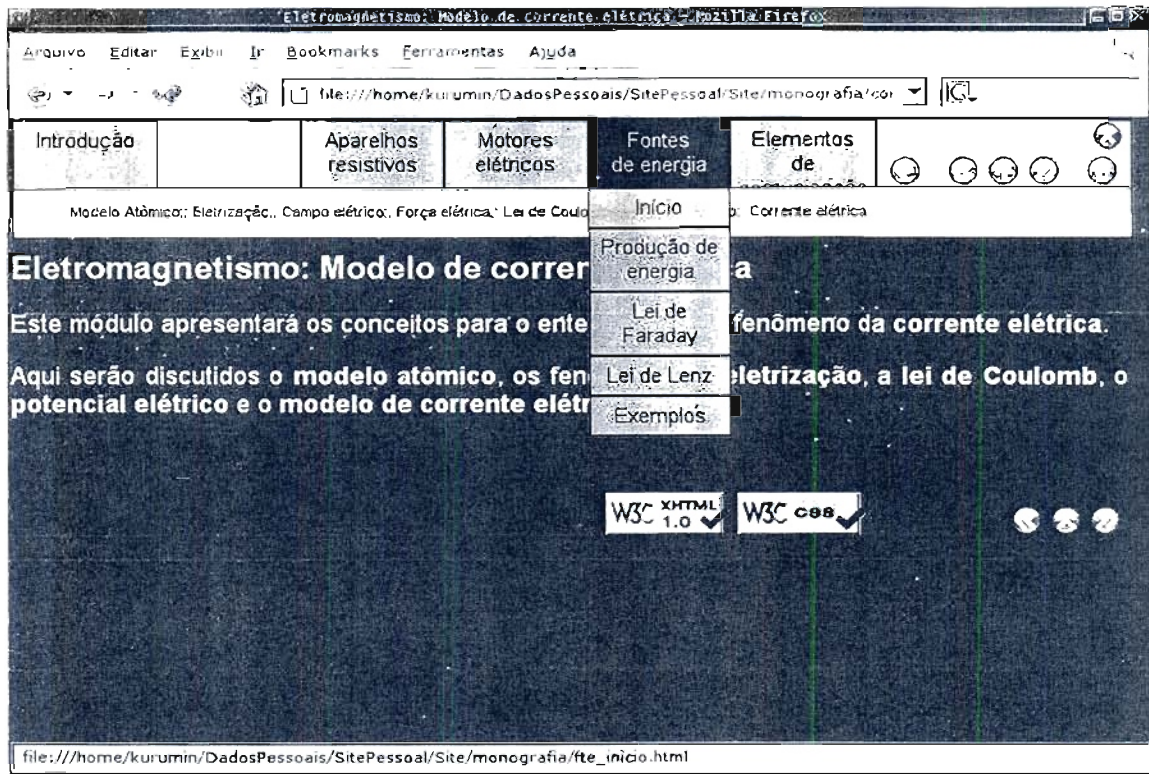 Eletromagnetismo: Modelo de corrente elétrica - Mozilla Firefox
Arquivo Editar Exibir Ir Bookmarks Ferramentas Ajuda
file:///home/kurumin/DadosPessoais/SitePessoal/Site/monografia/cor
Introdução
Aparelhos
resistivos
Motores
elétricos
Fontes
de energia
Elementos
de
Modelo Atômico; Eletrização; Campo elétrico; Força elétrica; Lei de Coulo
Corrente elétrica
Início
Produção de
energia
Lei de
Faraday
Lei de Lenz
Exemplos
Eletromagnetismo: Modelo de corren a
Este módulo apresentará os conceitos para o ente fenômeno da corrente elétrica.
Aqui serão discutidos o modelo atômico, os fen eletrização, a lei de Coulomb, o
potencial elétrico e o modelo de corrente elétr
W3C XHTML 1.0
W3C CSS
file:///home/kurumin/DadosPessoais/SitePessoal/Site/monografia/fte_inicio.html